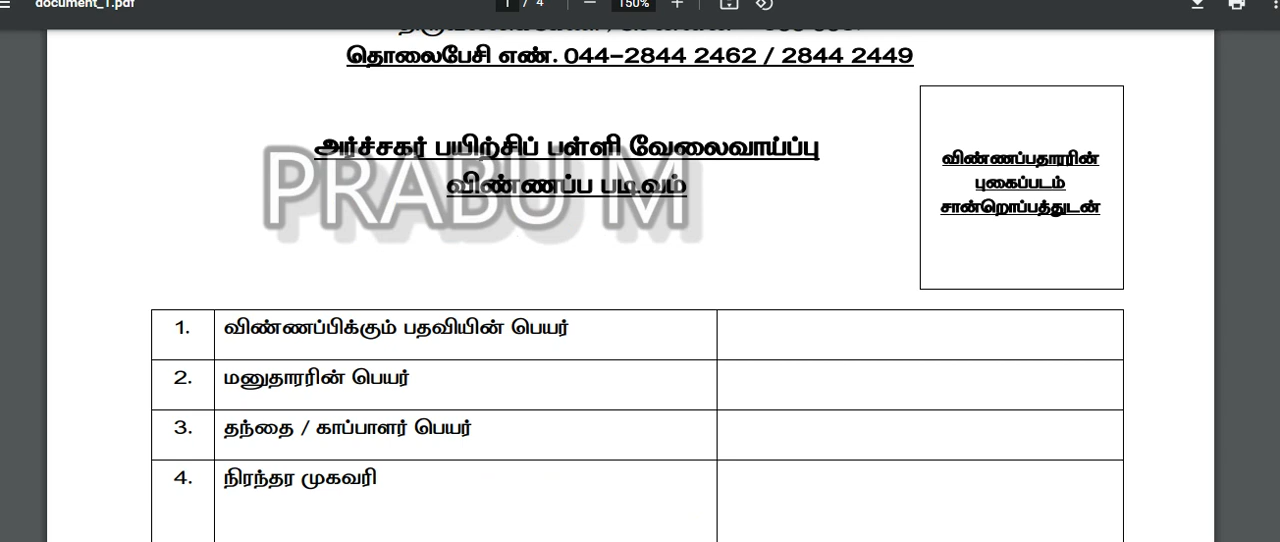 document_1.pdf
1 / 4
150%
தொலைபேசி எண். 044-2844 2462 / 2844 2449
அர்ச்சகர் பயிற்சிப் பள்ளி வேலைவாய்ப்பு
விண்ணப்ப படிவம்
PRABU M
விண்ணப்பதாரரின்
புகைப்படம்
சான்றொப்பத்துடன்
1. விண்ணப்பிக்கும் பதவியின் பெயர்
2. மனுதாரரின் பெயர்
3. தந்தை / காப்பாளர் பெயர்
4. நிரந்தர முகவரி